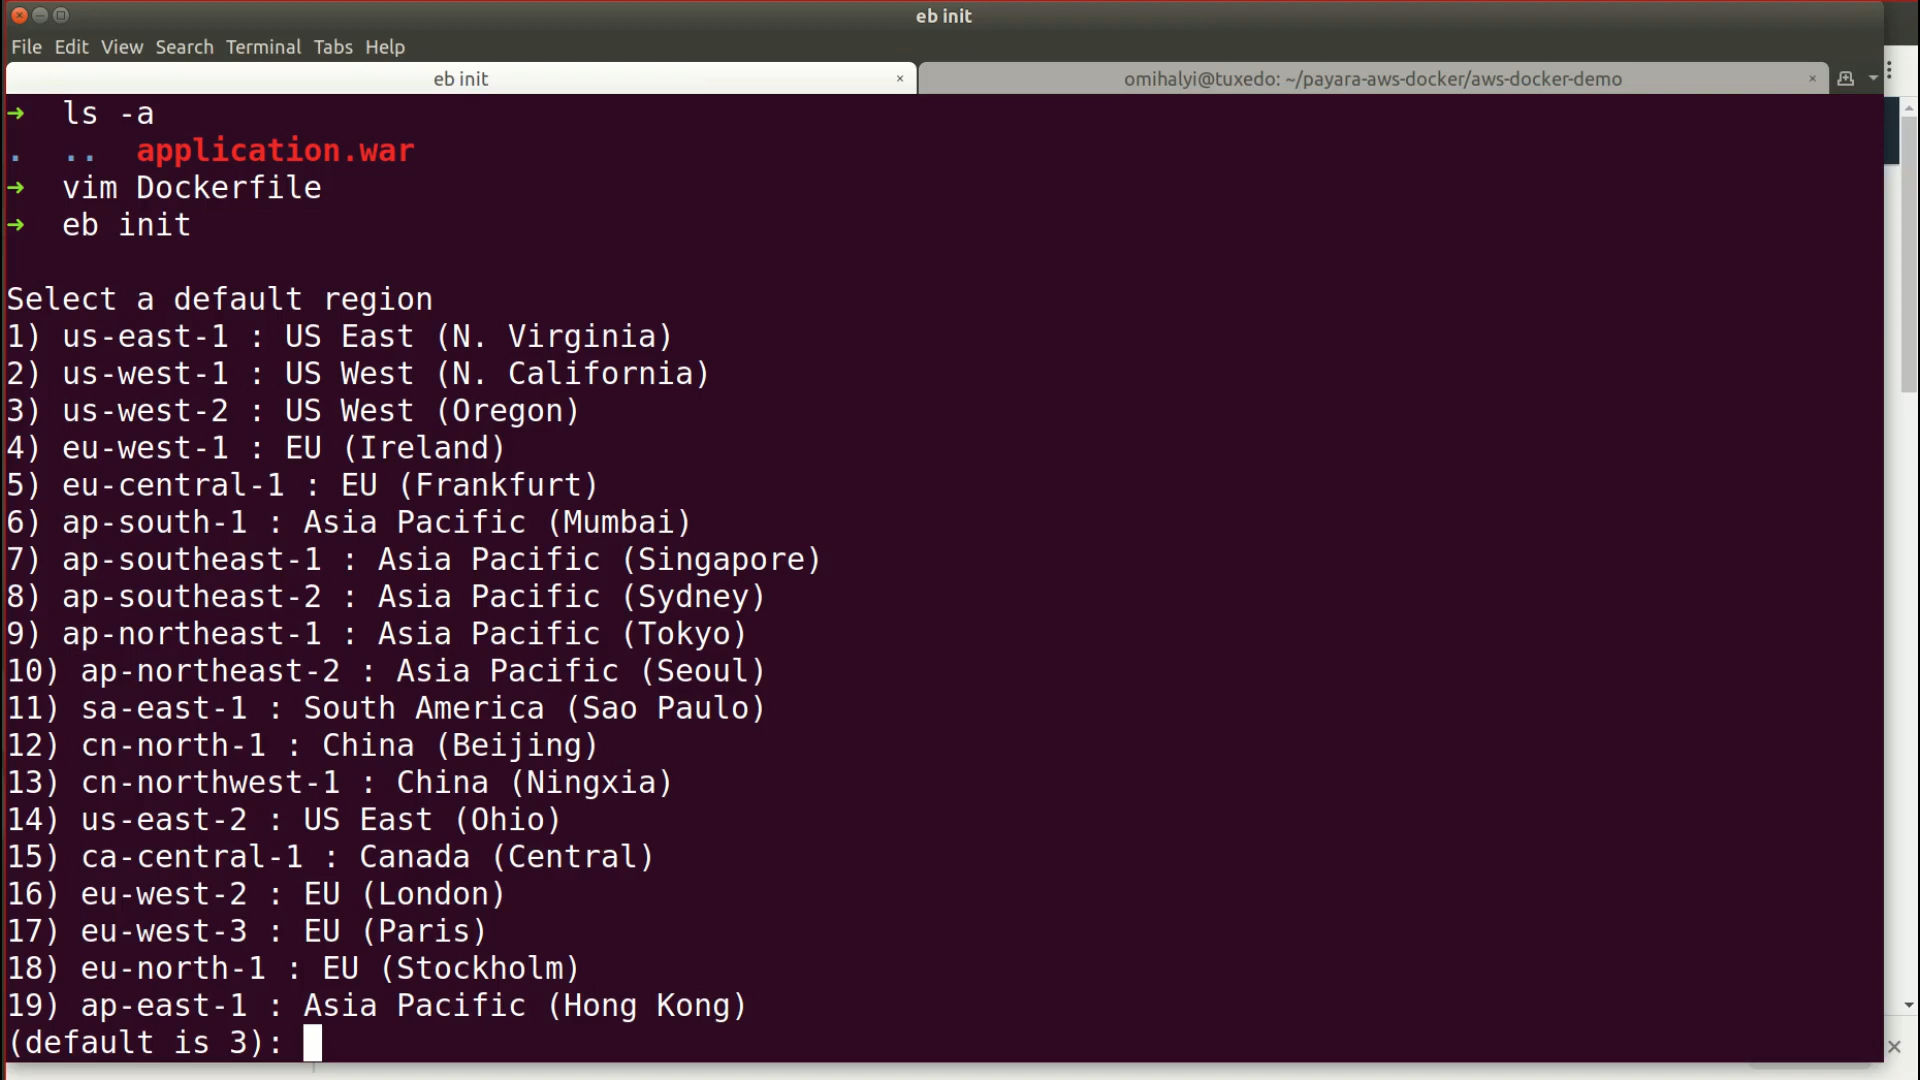 eb init
File Edit View Search Terminal Tabs Help
eb init × omihalyi@tuxedo: ~/payara-aws-docker/aws-docker-demo ×
➜ ls -a
. .. application.war
➜ vim Dockerfile
➜ eb init
Select a default region
1) us-east-1 : US East (N. Virginia)
2) us-west-1 : US West (N. California)
3) us-west-2 : US West (Oregon)
4) eu-west-1 : EU (Ireland)
5) eu-central-1 : EU (Frankfurt)
6) ap-south-1 : Asia Pacific (Mumbai)
7) ap-southeast-1 : Asia Pacific (Singapore)
8) ap-southeast-2 : Asia Pacific (Sydney)
9) ap-northeast-1 : Asia Pacific (Tokyo)
10) ap-northeast-2 : Asia Pacific (Seoul)
11) sa-east-1 : South America (Sao Paulo)
12) cn-north-1 : China (Beijing)
13) cn-northwest-1 : China (Ningxia)
14) us-east-2 : US East (Ohio)
15) ca-central-1 : Canada (Central)
16) eu-west-2 : EU (London)
17) eu-west-3 : EU (Paris)
18) eu-north-1 : EU (Stockholm)
19) ap-east-1 : Asia Pacific (Hong Kong)
(default is 3):